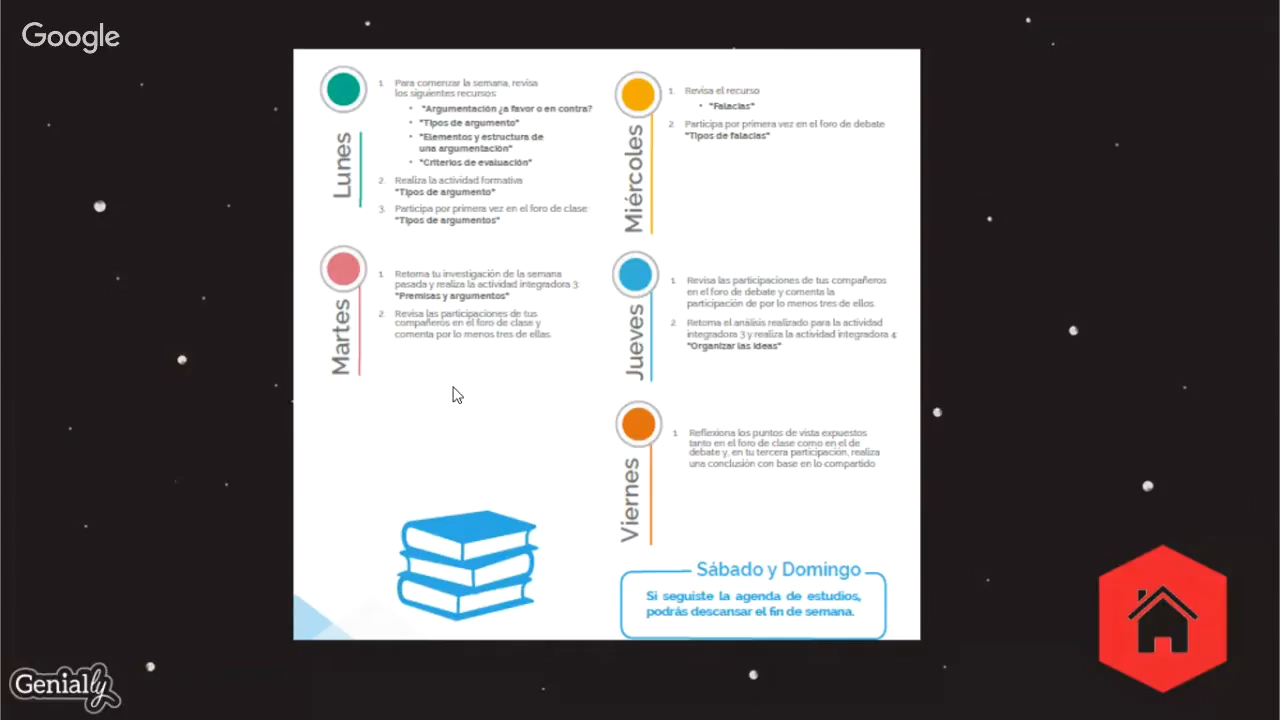 Google
Lunes
1. Para comenzar la semana, revisa
los siguientes recursos
• "Argumentación ¿a favor o en contra?
• "Tipos de argumento"
• "Elementos y estructura de
una argumentación"
• "Criterios de evaluación"
2. Realiza la actividad formativa
"Tipos de argumento"
3. Participa por primera vez en el foro de clase:
"Tipos de argumentos"
Martes
1. Retoma tu investigación de la semana
pasada y realiza la actividad integradora 3:
"Premisas y argumentos"
2. Revisa las participaciones de tus
compañeros en el foro de clase y
comenta por lo menos tres de ellas.
Miércoles
1. Revisa el recurso
• "Falacias"
2. Participa por primera vez en el foro de debate
"Tipos de falacias"
Jueves
1. Revisa las participaciones de tus compañeros
en el foro de debate y comenta la
participación de por lo menos tres de ellos.
2. Retoma el análisis realizado para la actividad
integradora 3 y realiza la actividad integradora 4:
"Organizar las ideas"
Viernes
1. Reflexiona los puntos de vista expuestos
tanto en el foro de clase como en el de
debate y, en tu tercera participación, realiza
una conclusión con base en lo compartido
Sábado y Domingo
Si seguiste la agenda de estudios,
podrás descansar el fin de semana.
Genially